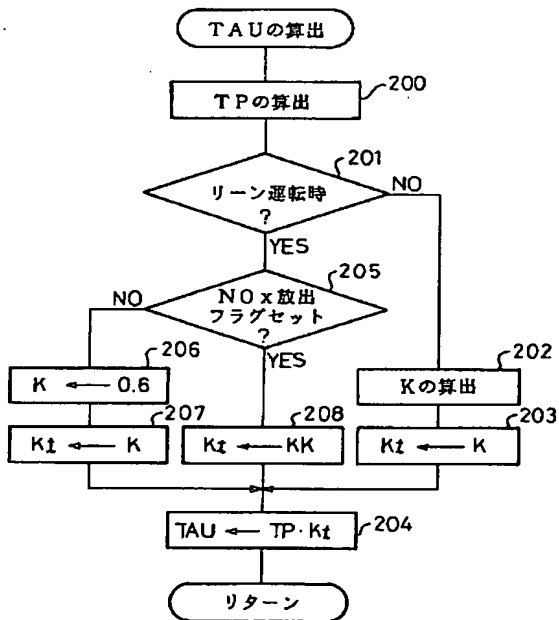 TAUの算出
TPの算出
200
201
リーン運転時
?
NO
YES
205
NOx放出
フラグセット
?
NO
YES
206
K ← 0.6
202
Kの算出
207
Kt ← K
208
Kt ← KK
203
Kt ← K
TAU ← TP·Kt
204
リターン